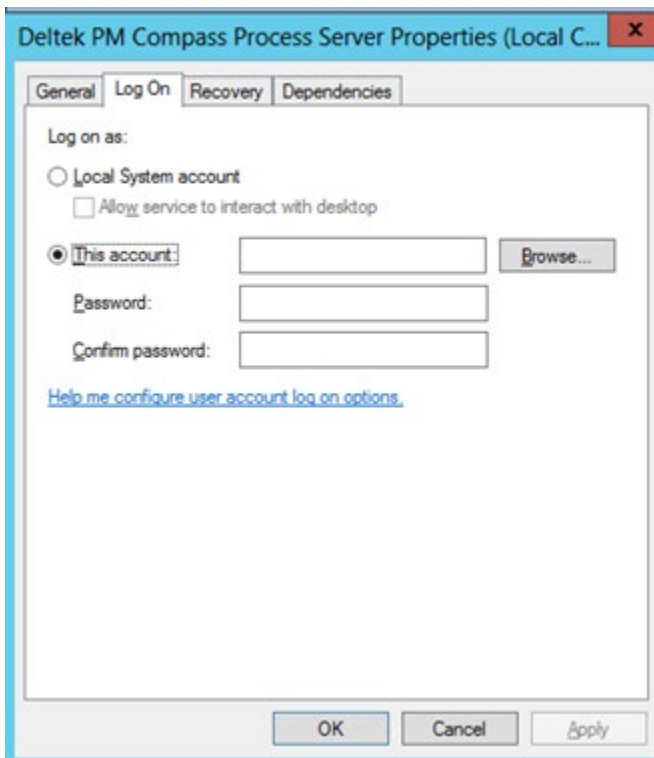 Deltek PM Compass Process Server Properties (Local C... x
General Log On Recovery Dependencies
Log on as:
Local System account
Allow service to interact with desktop
This account: Browse...
Password:
Confirm password:
Help me configure user account log on options.
OK Cancel Apply